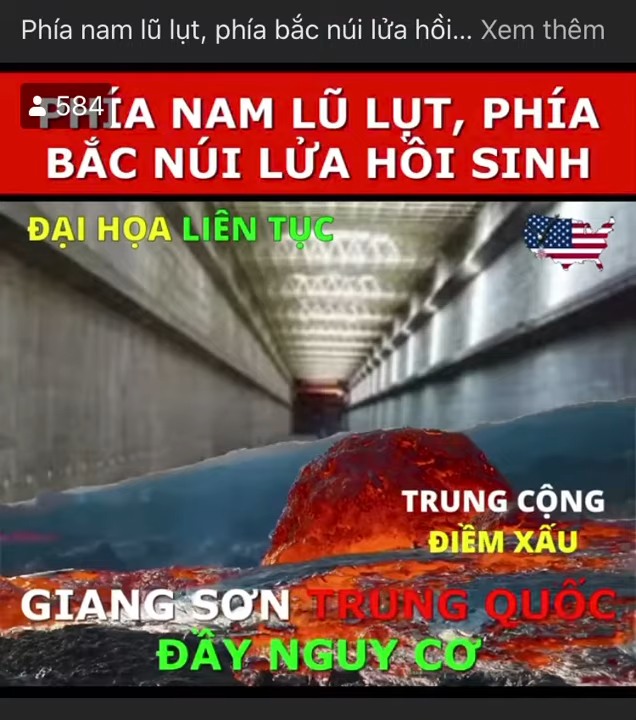 Phía nam lũ lụt, phía bắc núi lửa hồi... Xem thêm
584
PHÍA NAM LŨ LỤT, PHÍA
BẮC NÚI LỬA HỒI SINH
ĐẠI HỌA LIÊN TỤC
TRUNG CỘNG
ĐIỀM XẤU
GIANG SƠN TRUNG QUỐC
ĐẦY NGUY CƠ